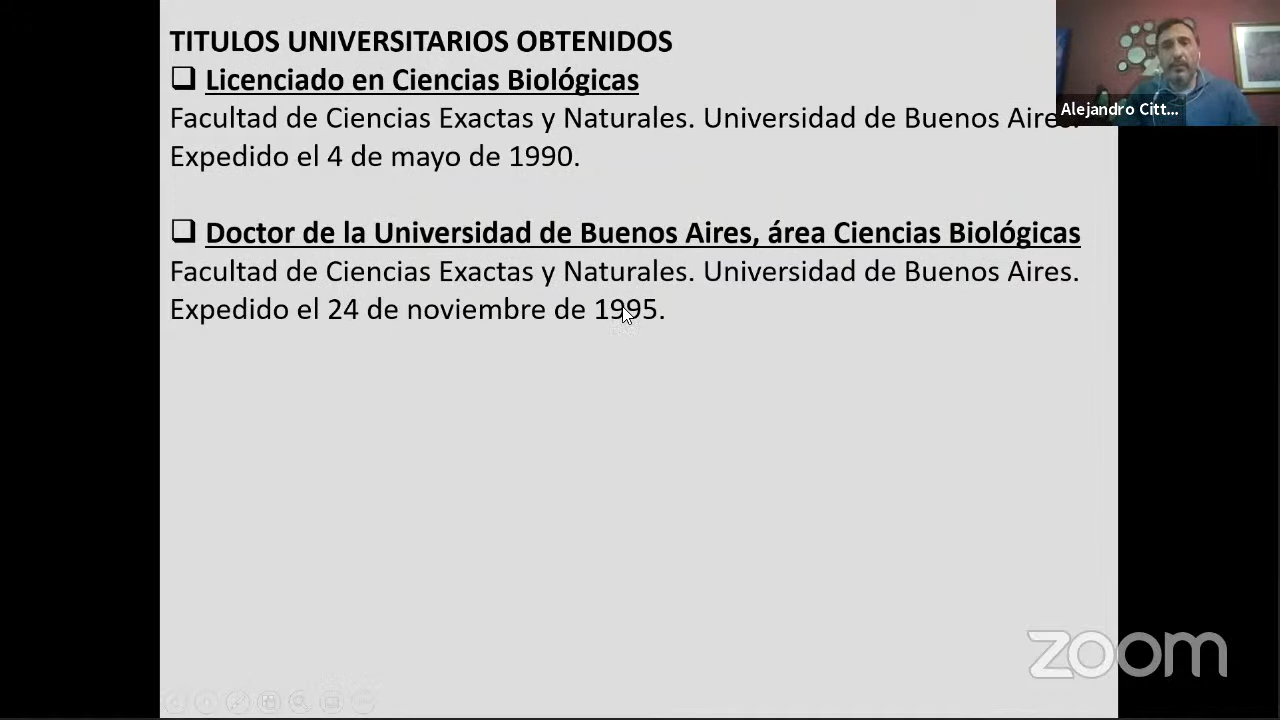 TITULOS UNIVERSITARIOS OBTENIDOS
❑ Licenciado en Ciencias Biológicas
Facultad de Ciencias Exactas y Naturales. Universidad de Buenos Aires.
Expedido el 4 de mayo de 1990.
❑ Doctor de la Universidad de Buenos Aires, área Ciencias Biológicas
Facultad de Ciencias Exactas y Naturales. Universidad de Buenos Aires.
Expedido el 24 de noviembre de 1995.
Alejandro Citt...
zoom